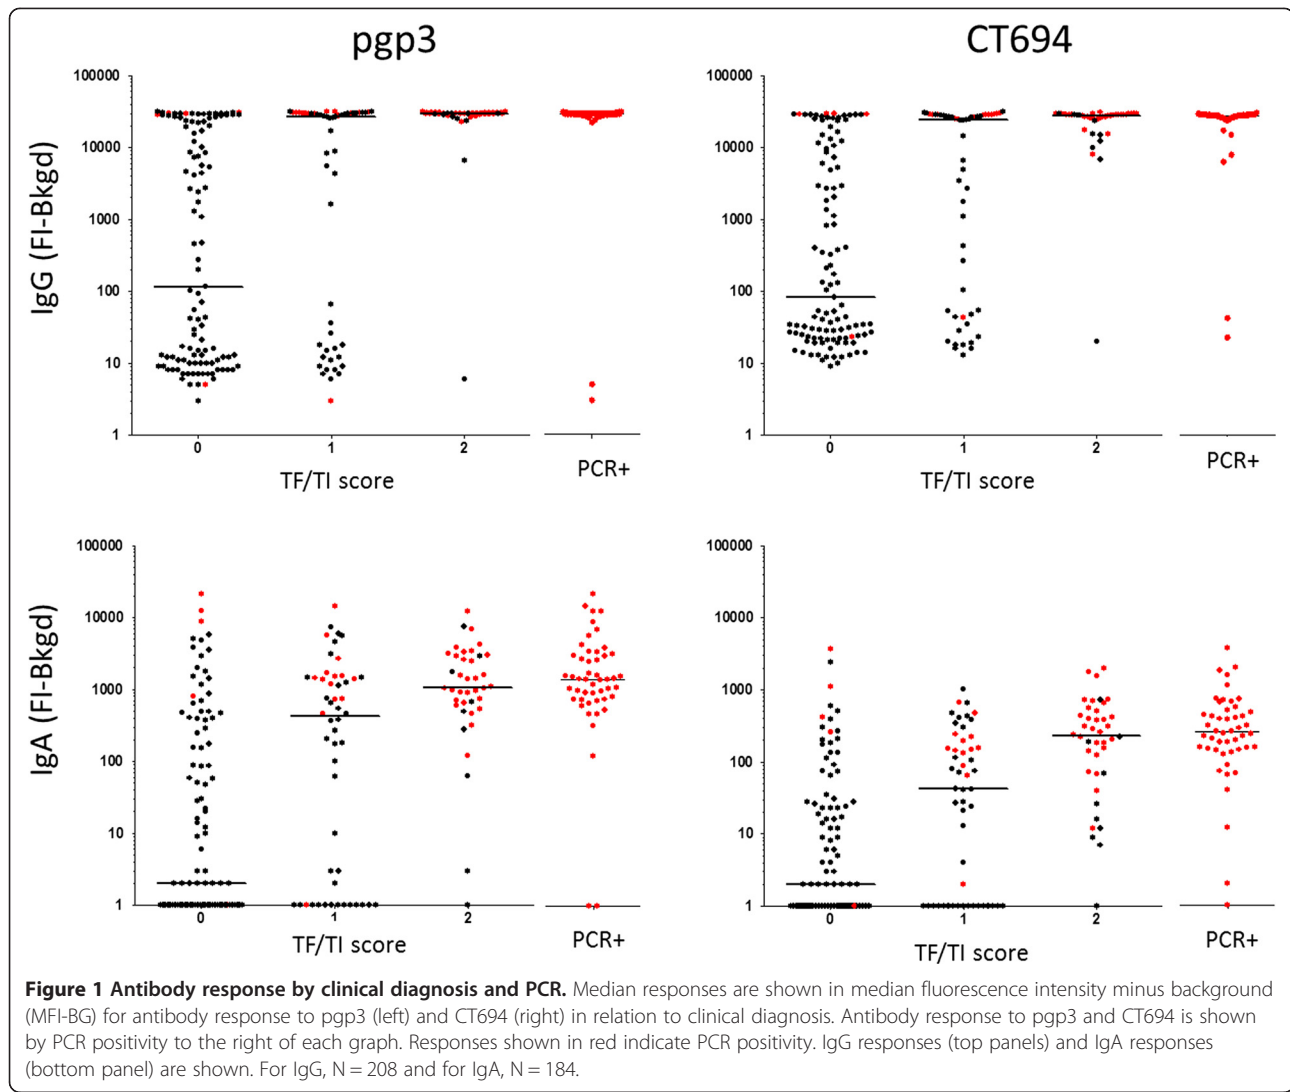 pgp3
CT694
IgG (FI-Bkgd)
100000
10000
1000
100
10
1
0
1
2
TF/TI score
PCR+
100000
10000
1000
100
10
1
0
1
2
TF/TI score
PCR+
IgA (FI-Bkgd)
100000
10000
1000
100
10
1
0
1
2
TF/TI score
PCR+
100000
10000
1000
100
10
1
0
1
2
TF/TI score
PCR+
Figure 1 Antibody response by clinical diagnosis and PCR. Median responses are shown in median fluorescence intensity minus background
(MFI-BG) for antibody response to pgp3 (left) and CT694 (right) in relation to clinical diagnosis. Antibody response to pgp3 and CT694 is shown
by PCR positivity to the right of each graph. Responses shown in red indicate PCR positivity. IgG responses (top panels) and IgA responses
(bottom panel) are shown. For IgG, N = 208 and for IgA, N = 184.